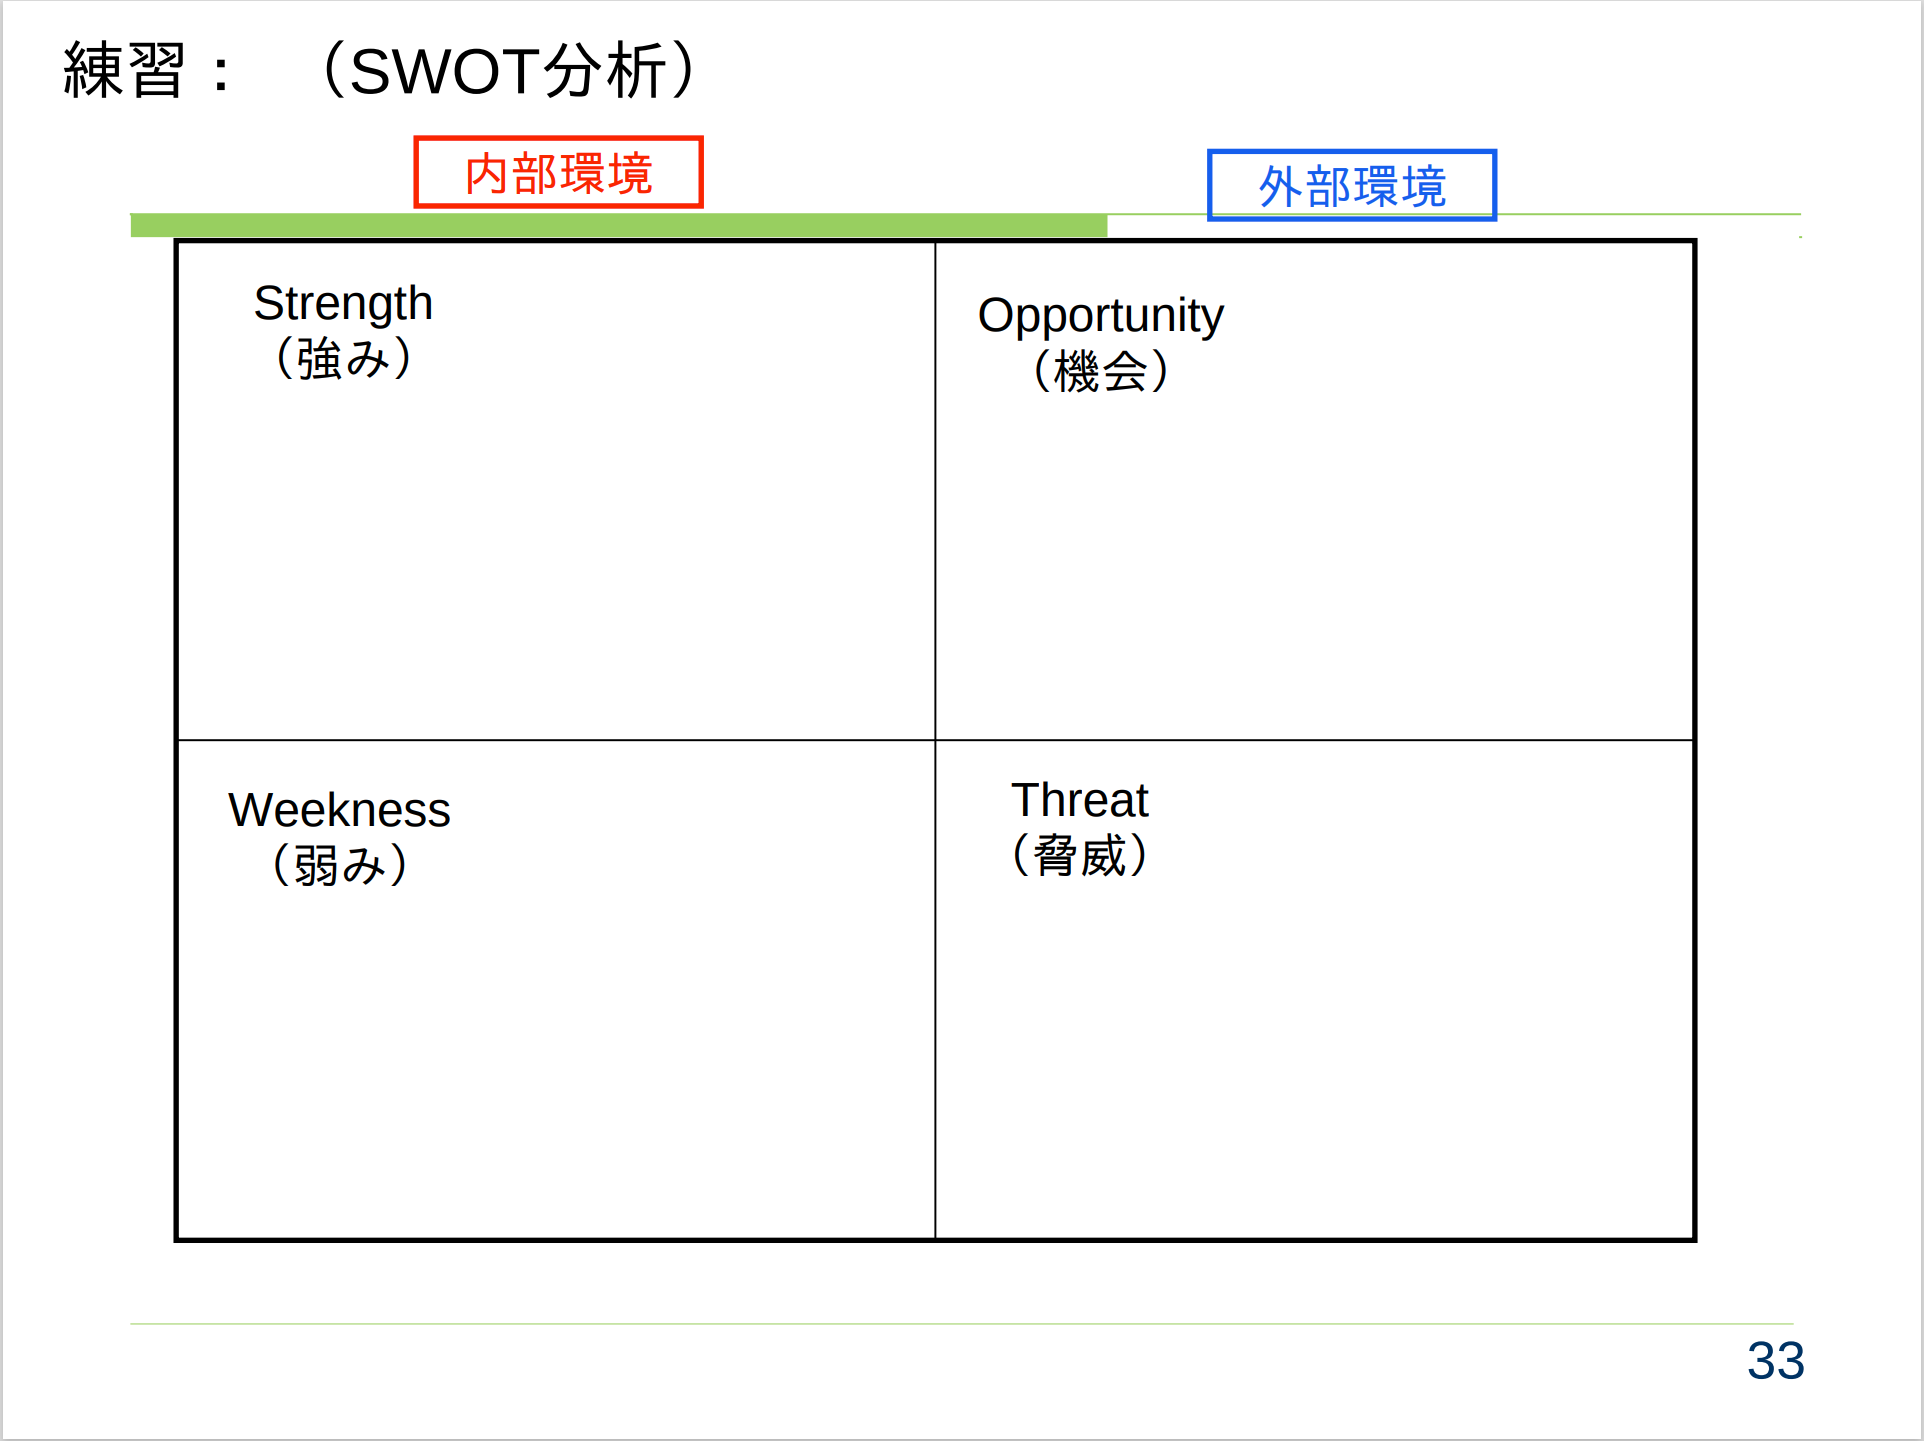 練習： （SWOT分析）
内部環境
外部環境
Strength
（強み）
Opportunity
（機会）
Weekness
（弱み）
Threat
（脅威）
33